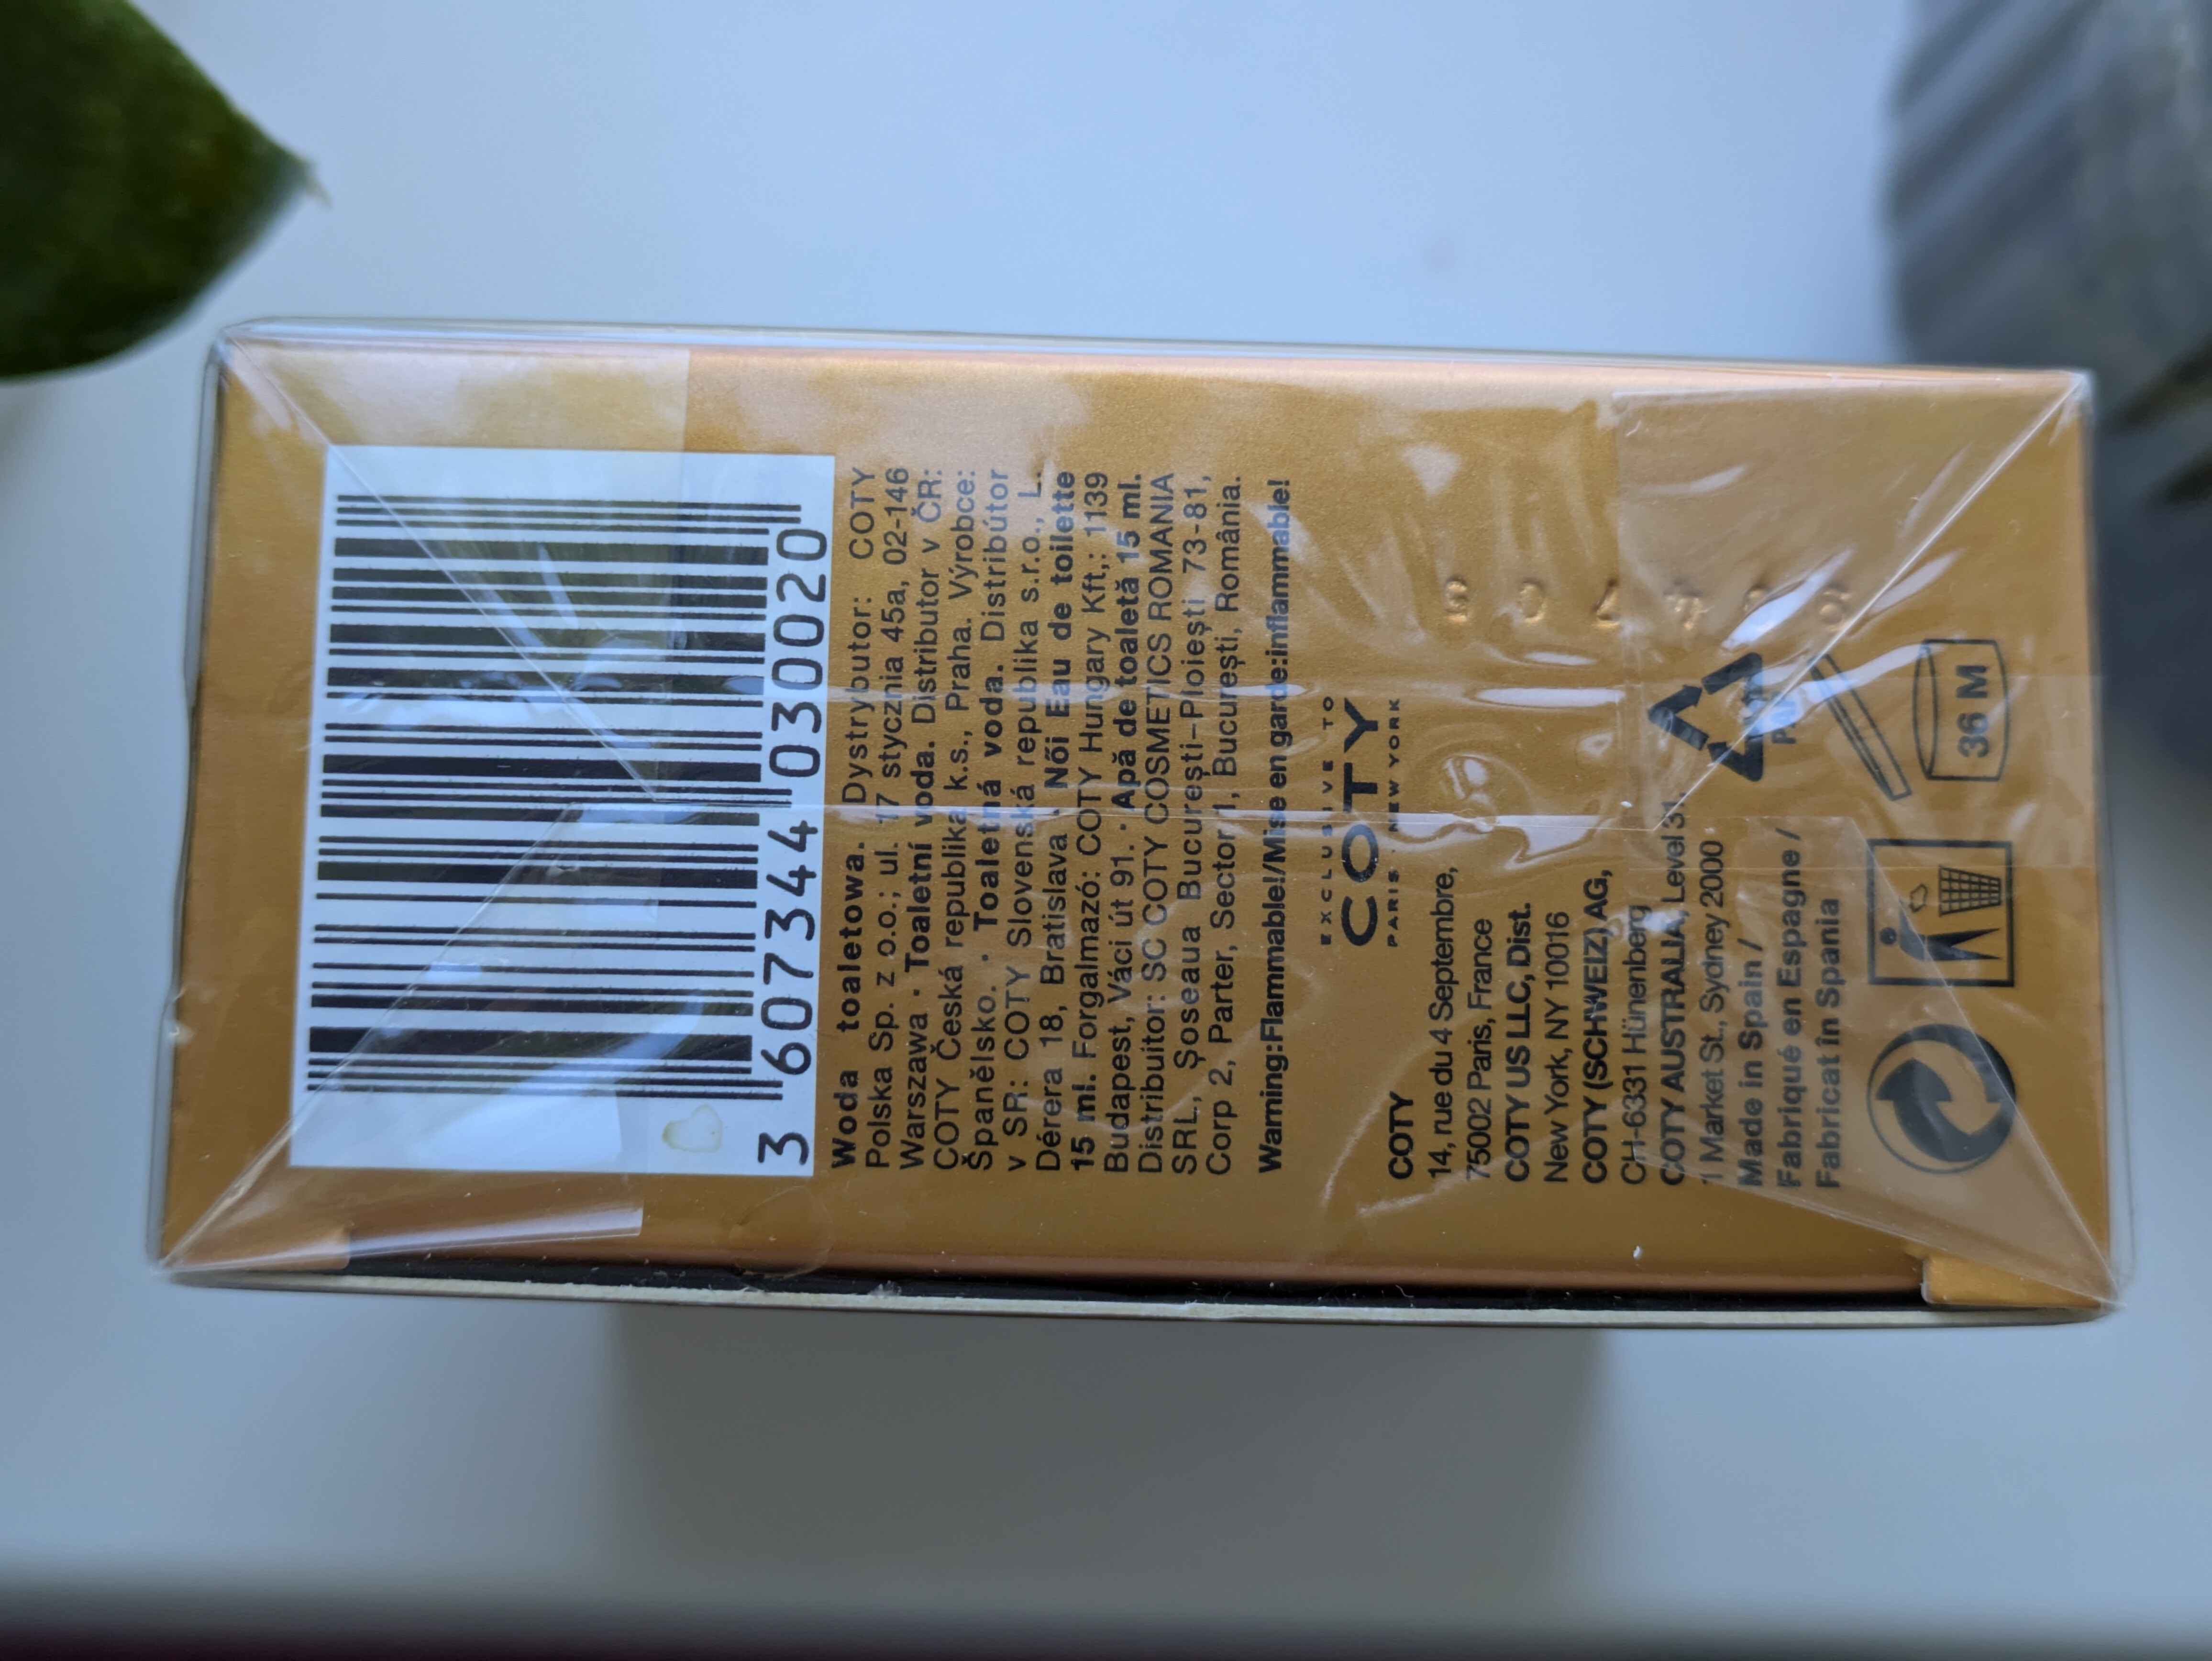 3 607344 030020
Woda toaletowa. Dystrybutor: COTY
Polska Sp. z o.o.; ul. 17 stycznia 45a, 02-146
Warszawa · Toaletní voda. Distributor v ČR:
COTY Česká republika k.s., Praha. Výrobce:
Španělsko. · Toaletná voda. Distribútor
v SR: COTY Slovenská republika s.r.o., L.
Dérera 18, Bratislava · Női Eau de toilette
15 ml. Forgalmazó: COTY Hungary Kft,: 1139
Budapest, Váci út 91. · Apă de toaletă 15 ml.
Distribuitor: SC COTY COSMETICS ROMANIA
SRL, Șoseaua București-Ploiești 73-81,
Corp 2, Parter, Sector 1, București, România.
Warning:Flammable!/Mise en garde:inflammable!
EXCLUSIVE TO
COTY
PARIS · NEW YORK
COTY
14, rue du 4 Septembre,
75002 Paris, France
COTY US LLC, Dist.
New York, NY 10016
COTY (SCHWEIZ) AG,
CH-6331 Hünenberg
COTY AUSTRALIA, Level 31
1 Market St., Sydney 2000
Made in Spain /
Fabriqué en Espagne /
Fabricat în Spania
36 M